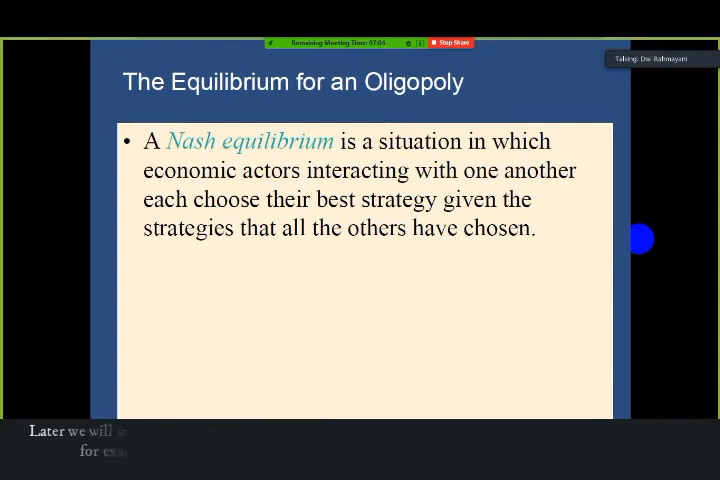 Remaining Meeting Time: 07:04
Stop Share
Talking: Dwi Rahmayani
The Equilibrium for an Oligopoly
• A Nash equilibrium is a situation in which
economic actors interacting with one another
each choose their best strategy given the
strategies that all the others have chosen.
Later we will
for